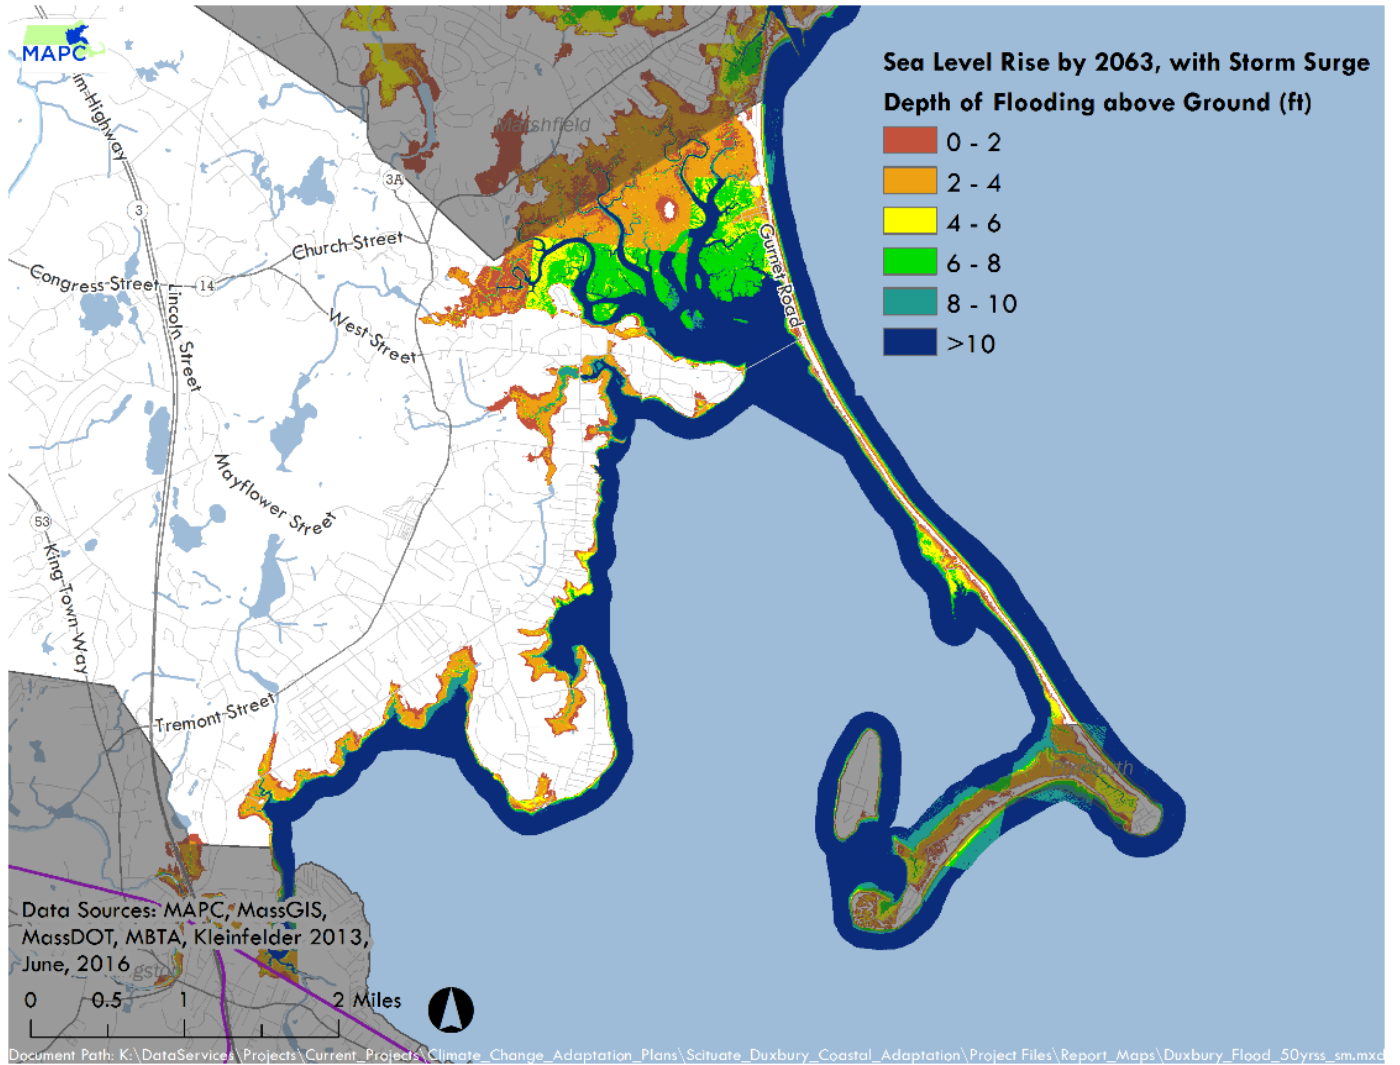 MAPC
Sea Level Rise by 2063, with Storm Surge
Depth of Flooding above Ground (ft)
0 - 2
2 - 4
4 - 6
6 - 8
8 - 10
>10
Marshfield
3A
3
Church Street
Congress Street
14
Lincoln Street
West Street
Gurnet Road
Mayflower Street
53
King Town Way
Tremont Street
Data Sources: MAPC, MassGIS,
MassDOT, MBTA, Kleinfelder 2013,
June, 2016
0 0.5 1 2 Miles
Document Path: K:\DataServices\Projects\Current_Projects\Climate_Change_Adaptation_Plans\Scituate_Duxbury_Coastal_Adaptation\Project Files\Report_Maps\Duxbury_Flood_50yrss_sm.mxd